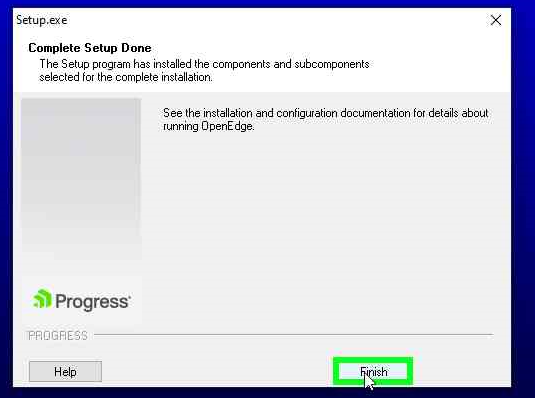 Setup.exe
Complete Setup Done
The Setup program has installed the components and subcomponents
selected for the complete installation.
See the installation and configuration documentation for details about
running OpenEdge.
Progress
PROGRESS
Help
Finish